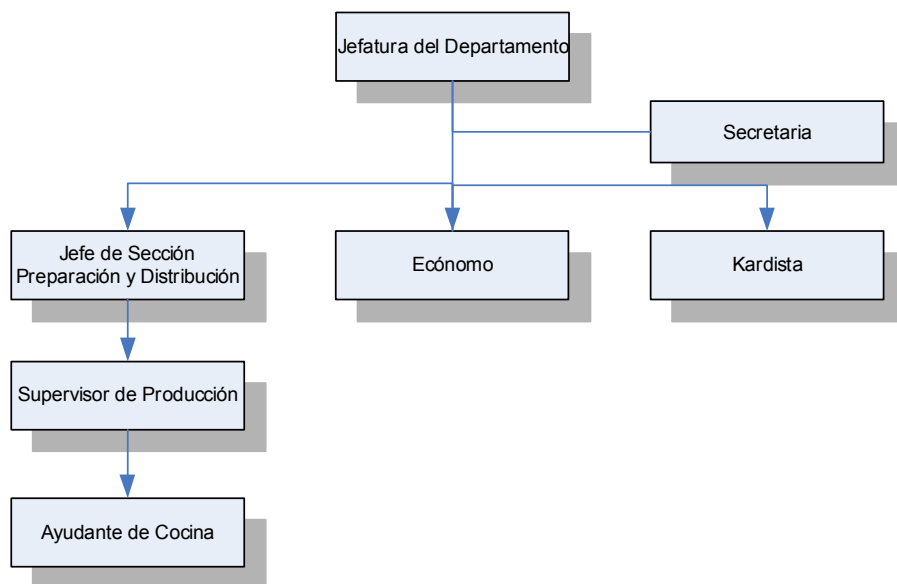 Jefatura del Departamento
Secretaria
Jefe de Sección
Preparación y Distribución
Ecónomo
Kardista
Supervisor de Producción
Ayudante de Cocina